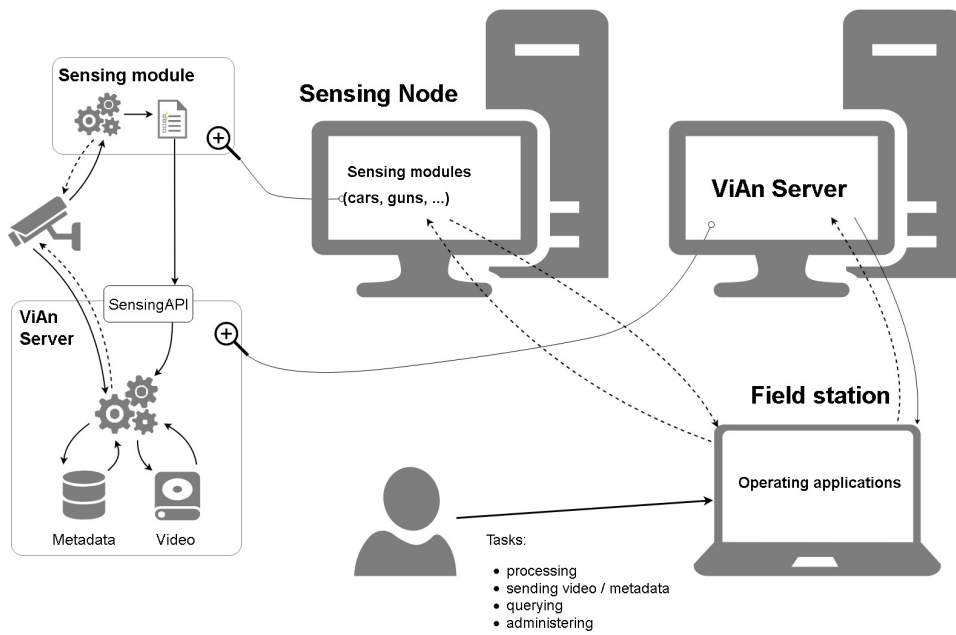 Sensing module
Sensing Node
Sensing modules
(cars, guns, ...)
ViAn Server
SensingAPI
ViAn
Server
Metadata
Video
Field station
Operating applications
Tasks:
• processing
• sending video / metadata
• querying
• administering